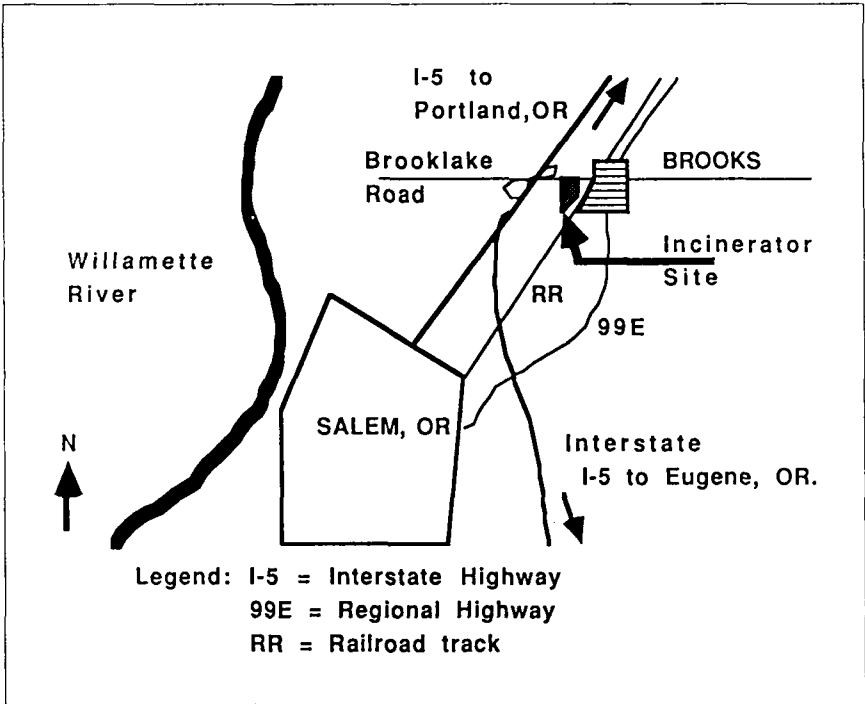 I-5 to
Portland,OR
Brooklake
Road
BROOKS
Incinerator
Site
Willamette
River
RR
99E
SALEM, OR
N
Interstate
I-5 to Eugene, OR.
Legend: I-5 = Interstate Highway
99E = Regional Highway
RR = Railroad track